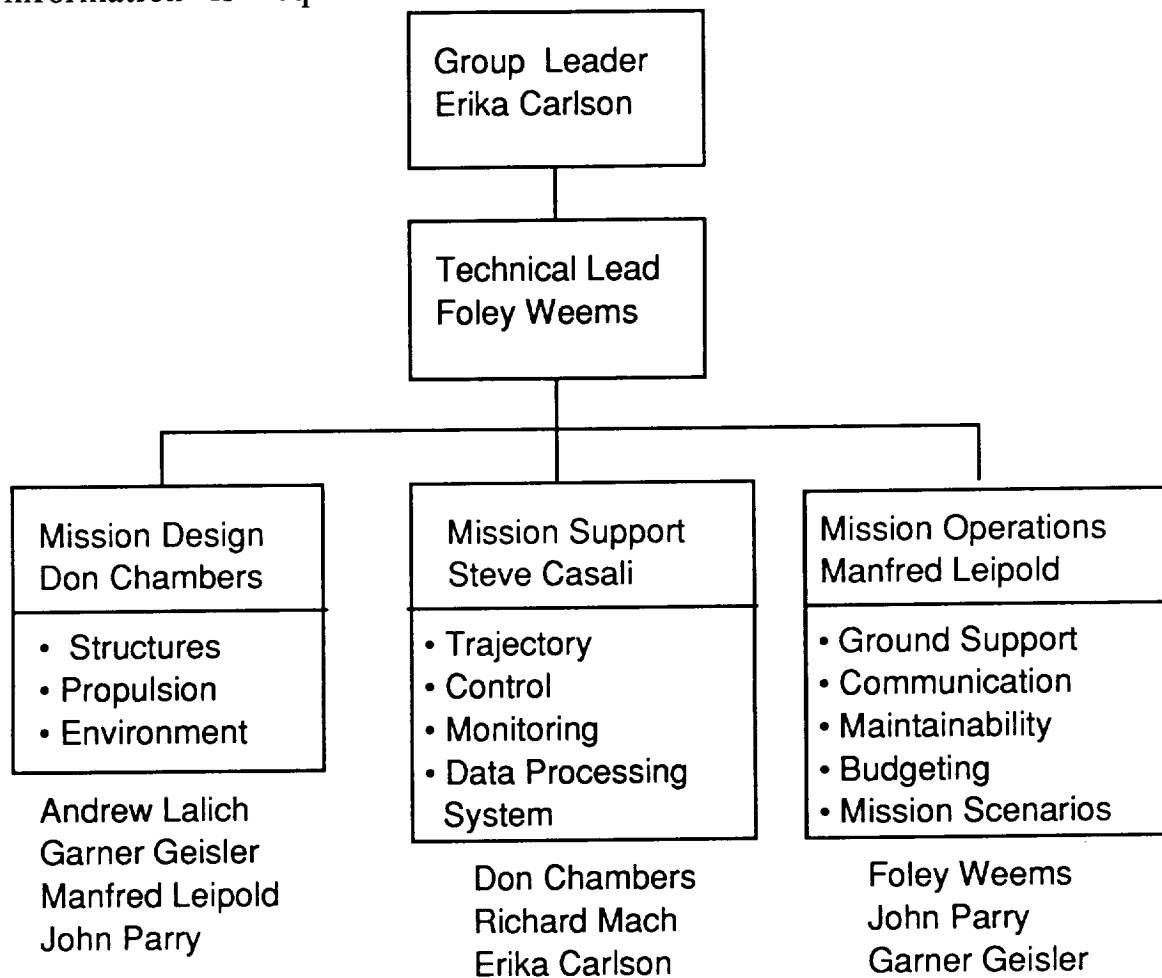 Group Leader
Erika Carlson
Technical Lead
Foley Weems
Mission Design
Don Chambers
• Structures
• Propulsion
• Environment
Andrew Lalich
Garner Geisler
Manfred Leipold
John Parry
Mission Support
Steve Casali
• Trajectory
• Control
• Monitoring
• Data Processing
System
Don Chambers
Richard Mach
Erika Carlson
Mission Operations
Manfred Leipold
• Ground Support
• Communication
• Maintainability
• Budgeting
• Mission Scenarios
Foley Weems
John Parry
Garner Geisler